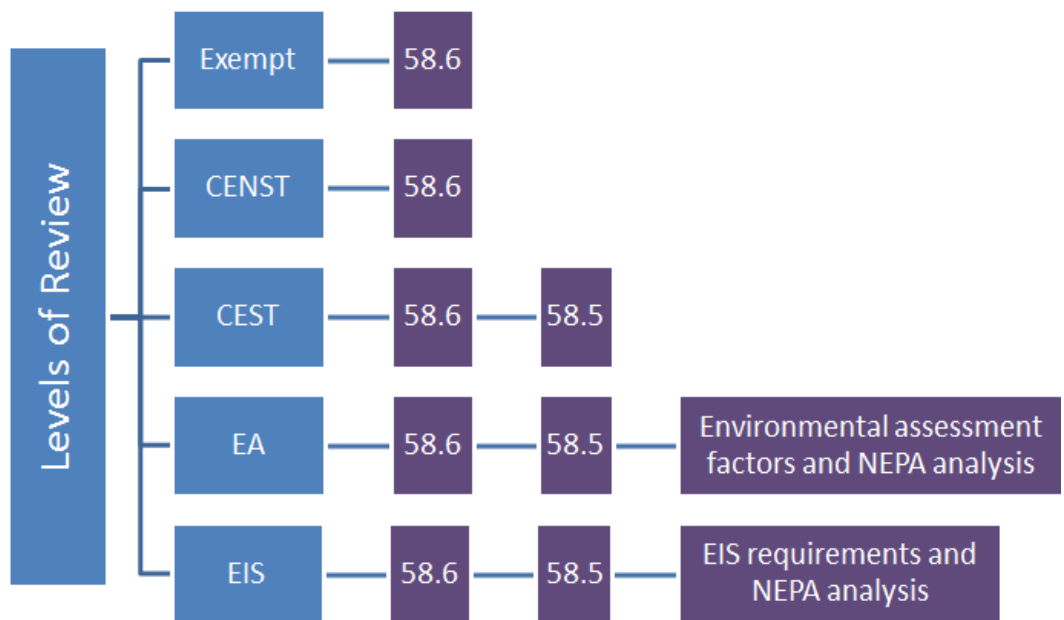 Levels of Review
Exempt
58.6
CENST
58.6
CEST
58.6
58.5
EA
58.6
58.5
Environmental assessment
factors and NEPA analysis
EIS
58.6
58.5
EIS requirements and
NEPA analysis